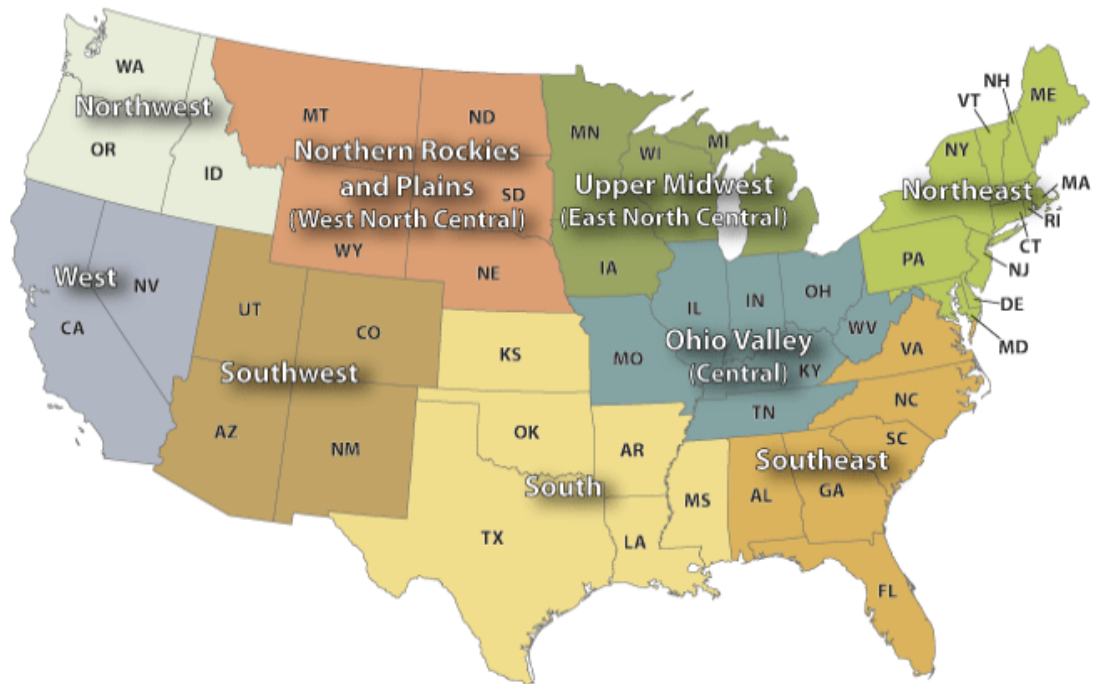 WA
Northwest
OR
ID
MT
ND
Northern Rockies
and Plains
(West North Central)
SD
WY
NE
MN
WI
MI
Upper Midwest
(East North Central)
IA
NH
VT
ME
NY
Northeast
MA
RI
CT
PA
NJ
DE
MD
West
NV
CA
UT
CO
Southwest
AZ
NM
KS
OK
AR
South
TX
LA
MS
IL
IN
OH
WV
Ohio Valley
(Central)
MO
KY
TN
VA
NC
SC
Southeast
AL
GA
FL